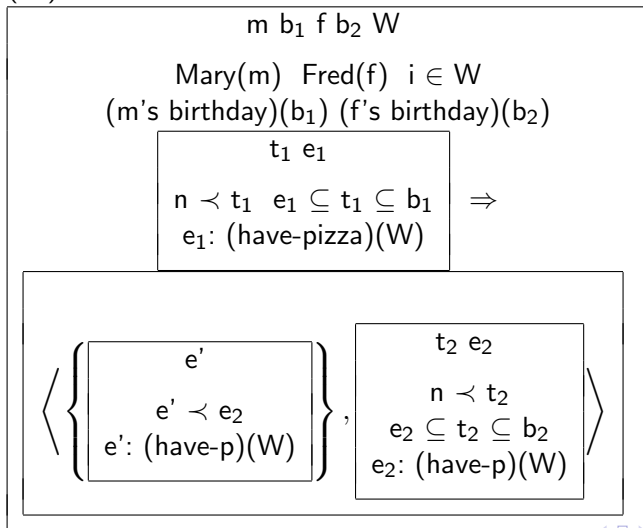 m b₁ f b₂ W
Mary(m) Fred(f) i ∈ W
(m's birthday)(b₁) (f's birthday)(b₂)
t₁ e₁
n ≺ t₁ e₁ ⊆ t₁ ⊆ b₁
e₁: (have-pizza)(W)
⇒
e'
e' ≺ e₂
e': (have-p)(W)
,
t₂ e₂
n ≺ t₂
e₂ ⊆ t₂ ⊆ b₂
e₂: (have-p)(W)